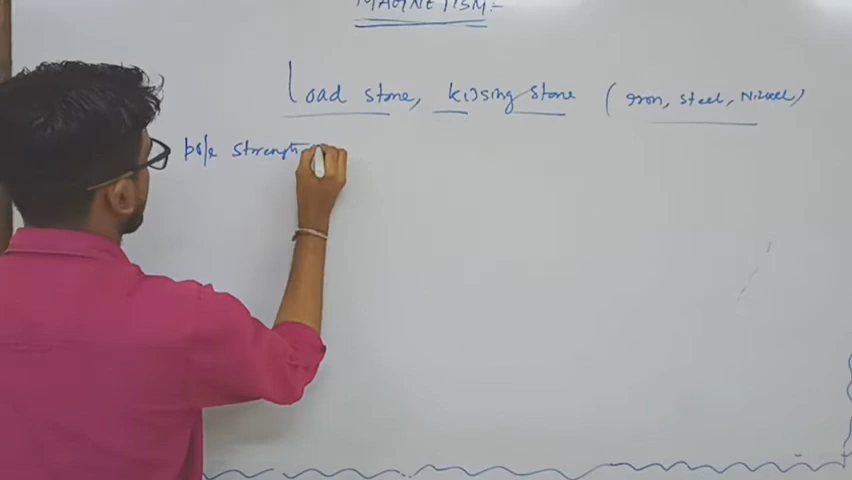 MAGNETISM:-
Load stone, kissing stone (iron, steel, Nickel)
pole strength